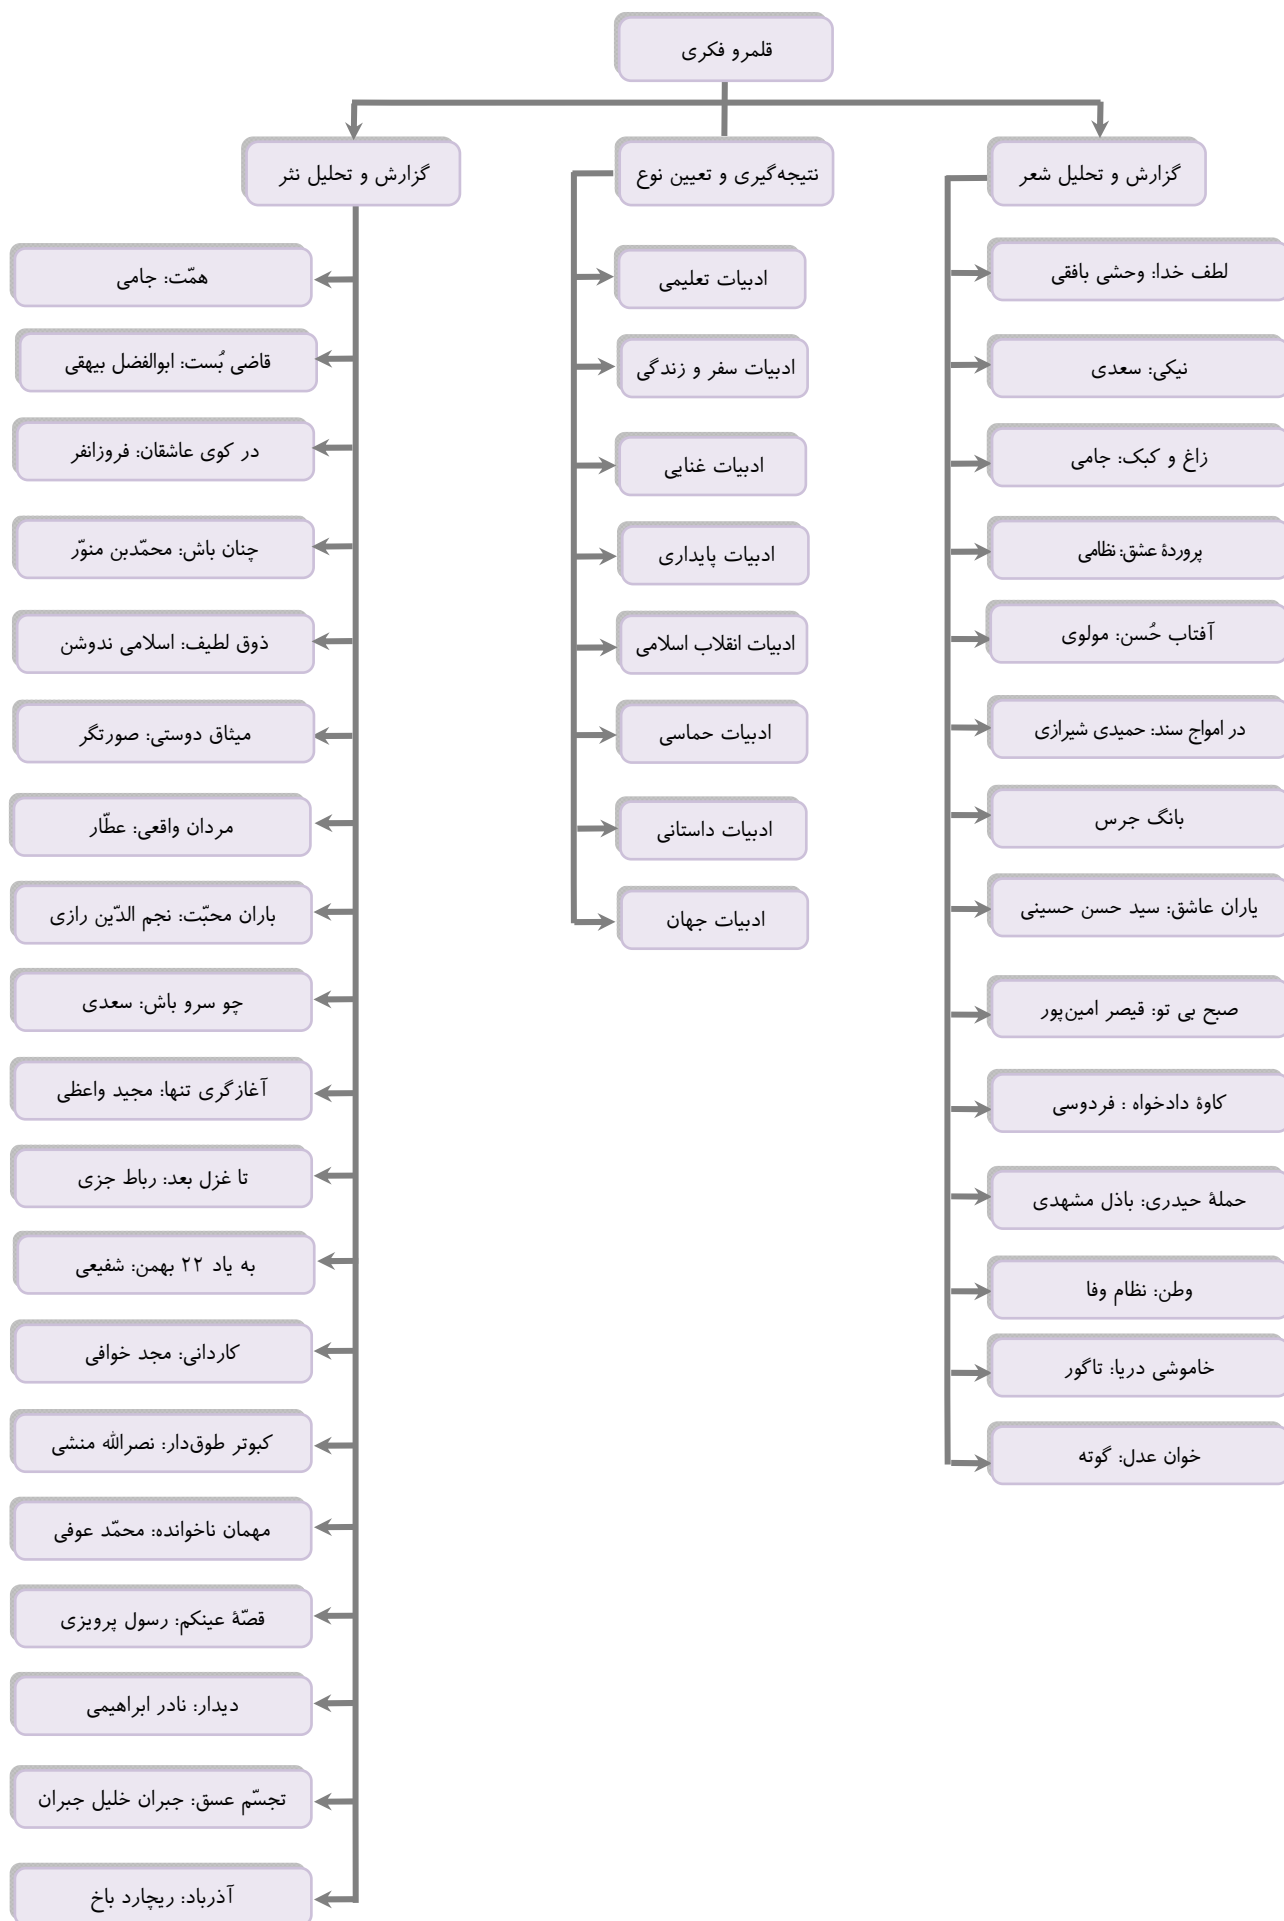 قلمرو فکری
گزارش و تحلیل شعر
لطف خدا: وحشی بافقی
نیکی: سعدی
زاغ و کبک: جامی
پروردهٔ عشق: نظامی
آفتاب حُسن: مولوی
در امواج سند: حمیدی شیرازی
بانگ جرس
یاران عاشق: سید حسن حسینی
صبح بی تو: قیصر امین‌پور
کاوهٔ دادخواه : فردوسی
حملهٔ حیدری: باذل مشهدی
وطن: نظام وفا
خاموشی دریا: تاگور
خوان عدل: گوته
نتیجه‌گیری و تعیین نوع
ادبیات تعلیمی
ادبیات سفر و زندگی
ادبیات غنایی
ادبیات پایداری
ادبیات انقلاب اسلامی
ادبیات حماسی
ادبیات داستانی
ادبیات جهان
گزارش و تحلیل نثر
همّت: جامی
قاضی بُست: ابوالفضل بیهقی
در کوی عاشقان: فروزانفر
چنان باش: محمّدبن منوّر
ذوق لطیف: اسلامی ندوشن
میثاق دوستی: صورتگر
مردان واقعی: عطّار
باران محبّت: نجم الدّین رازی
چو سرو باش: سعدی
آغازگری تنها: مجید واعظی
تا غزل بعد: رباط جزی
به یاد ۲۲ بهمن: شفیعی
کاردانی: مجد خوافی
کبوتر طوق‌دار: نصرالله منشی
مهمان ناخوانده: محمّد عوفی
قصّهٔ عینکم: رسول پرویزی
دیدار: نادر ابراهیمی
تجسّم عسق: جبران خلیل جبران
آذرباد: ریچارد باخ